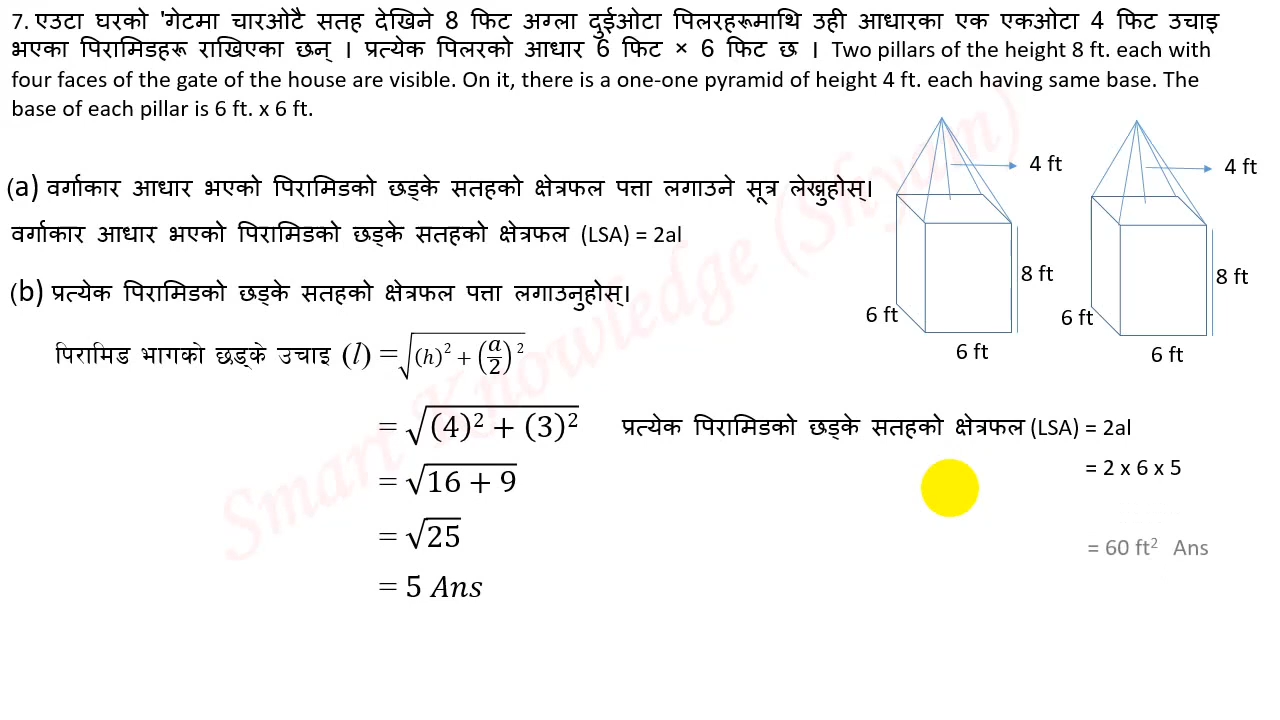 7. एउटा घरको 'गेटमा चारओटै सतह देखिने 8 फिट अग्ला दुईओटा पिलरहरूमाथि उही आधारका एक एकओटा 4 फिट उचाइ
भएका पिरामिडहरू राखिएका छन् । प्रत्येक पिलरको आधार 6 फिट × 6 फिट छ । Two pillars of the height 8 ft. each with
four faces of the gate of the house are visible. On it, there is a one-one pyramid of height 4 ft. each having same base. The
base of each pillar is 6 ft. x 6 ft.
4 ft
4 ft
(a) वर्गाकार आधार भएको पिरामिडको छड्के सतहको क्षेत्रफल पत्ता लगाउने सूत्र लेख्नुहोस्।
वर्गाकार आधार भएको पिरामिडको छड्के सतहको क्षेत्रफल (LSA) = 2al
8 ft
8 ft
(b) प्रत्येक पिरामिडको छड्के सतहको क्षेत्रफल पत्ता लगाउनुहोस्।
6 ft
6 ft
6 ft
6 ft
पिरामिड भागको छड्के उचाइ (l) = √((h)² + (a/2)²)
= √((4)² + (3)²)
प्रत्येक पिरामिडको छड्के सतहको क्षेत्रफल (LSA) = 2al
= √(16 + 9)
= 2 x 6 x 5
= √25
= 60 ft² Ans
= 5 Ans
Smart Knowledge (Shyam)